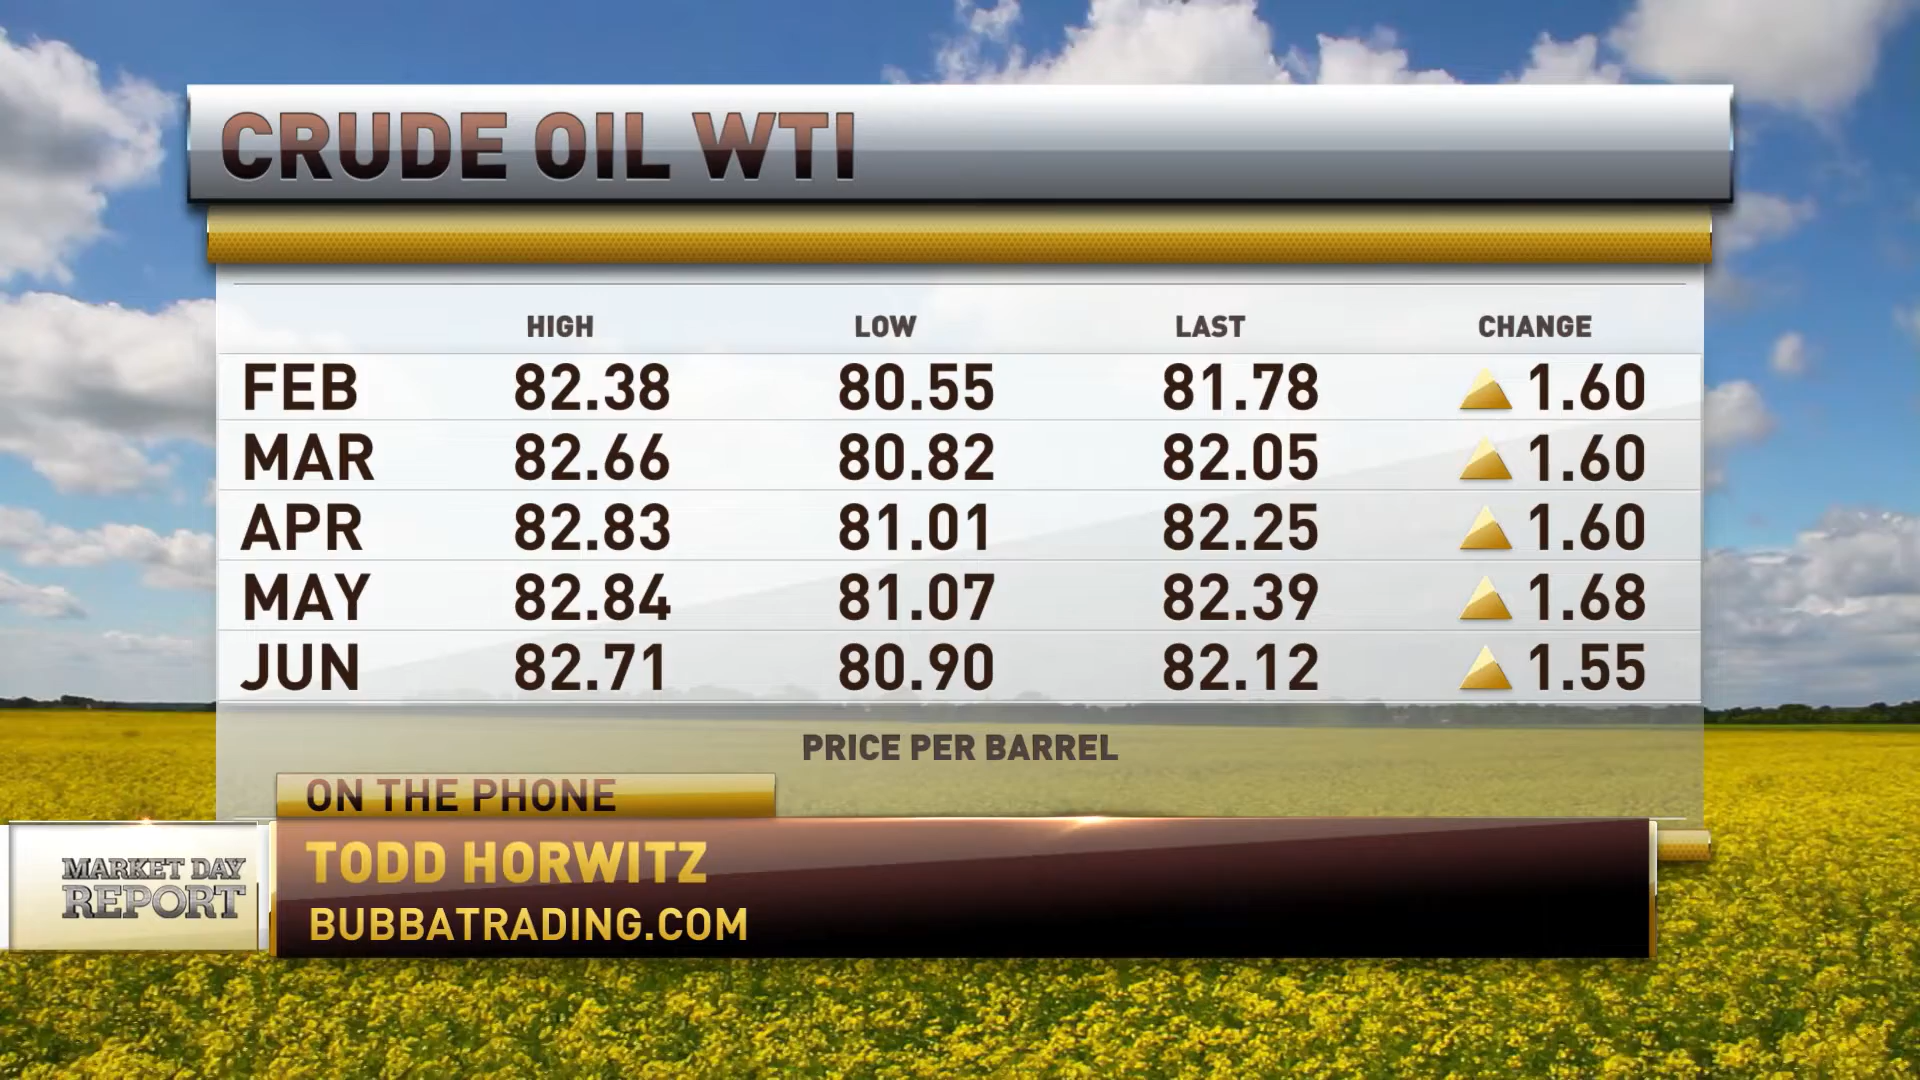 CRUDE OIL WTI
HIGH LOW LAST CHANGE
FEB 82.38 80.55 81.78 1.60
MAR 82.66 80.82 82.05 1.60
APR 82.83 81.01 82.25 1.60
MAY 82.84 81.07 82.39 1.68
JUN 82.71 80.90 82.12 1.55
PRICE PER BARREL
ON THE PHONE
TODD HORWITZ
BUBBATRADING.COM
MARKET DAY
REPORT